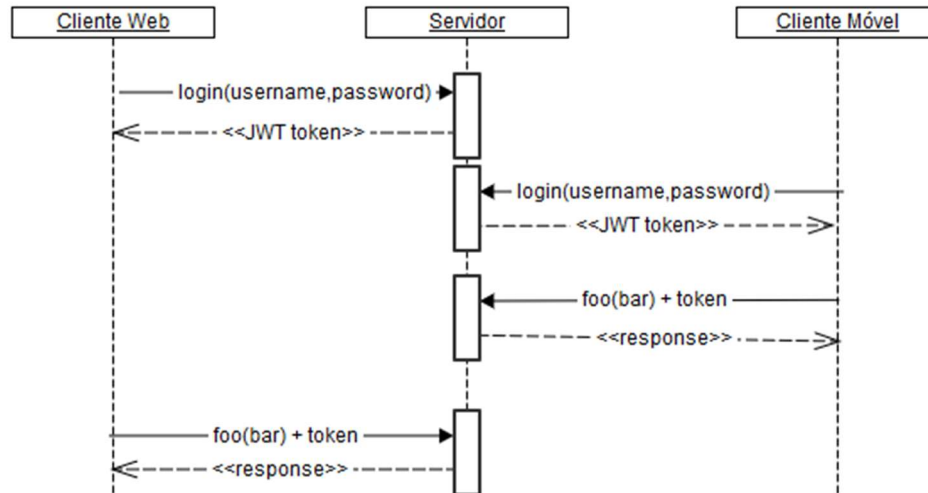 Cliente Web
Servidor
Cliente Móvel
login(username,password)
<<JWT token>>
login(username,password)
<<JWT token>>
foo(bar) + token
<<response>>
foo(bar) + token
<<response>>